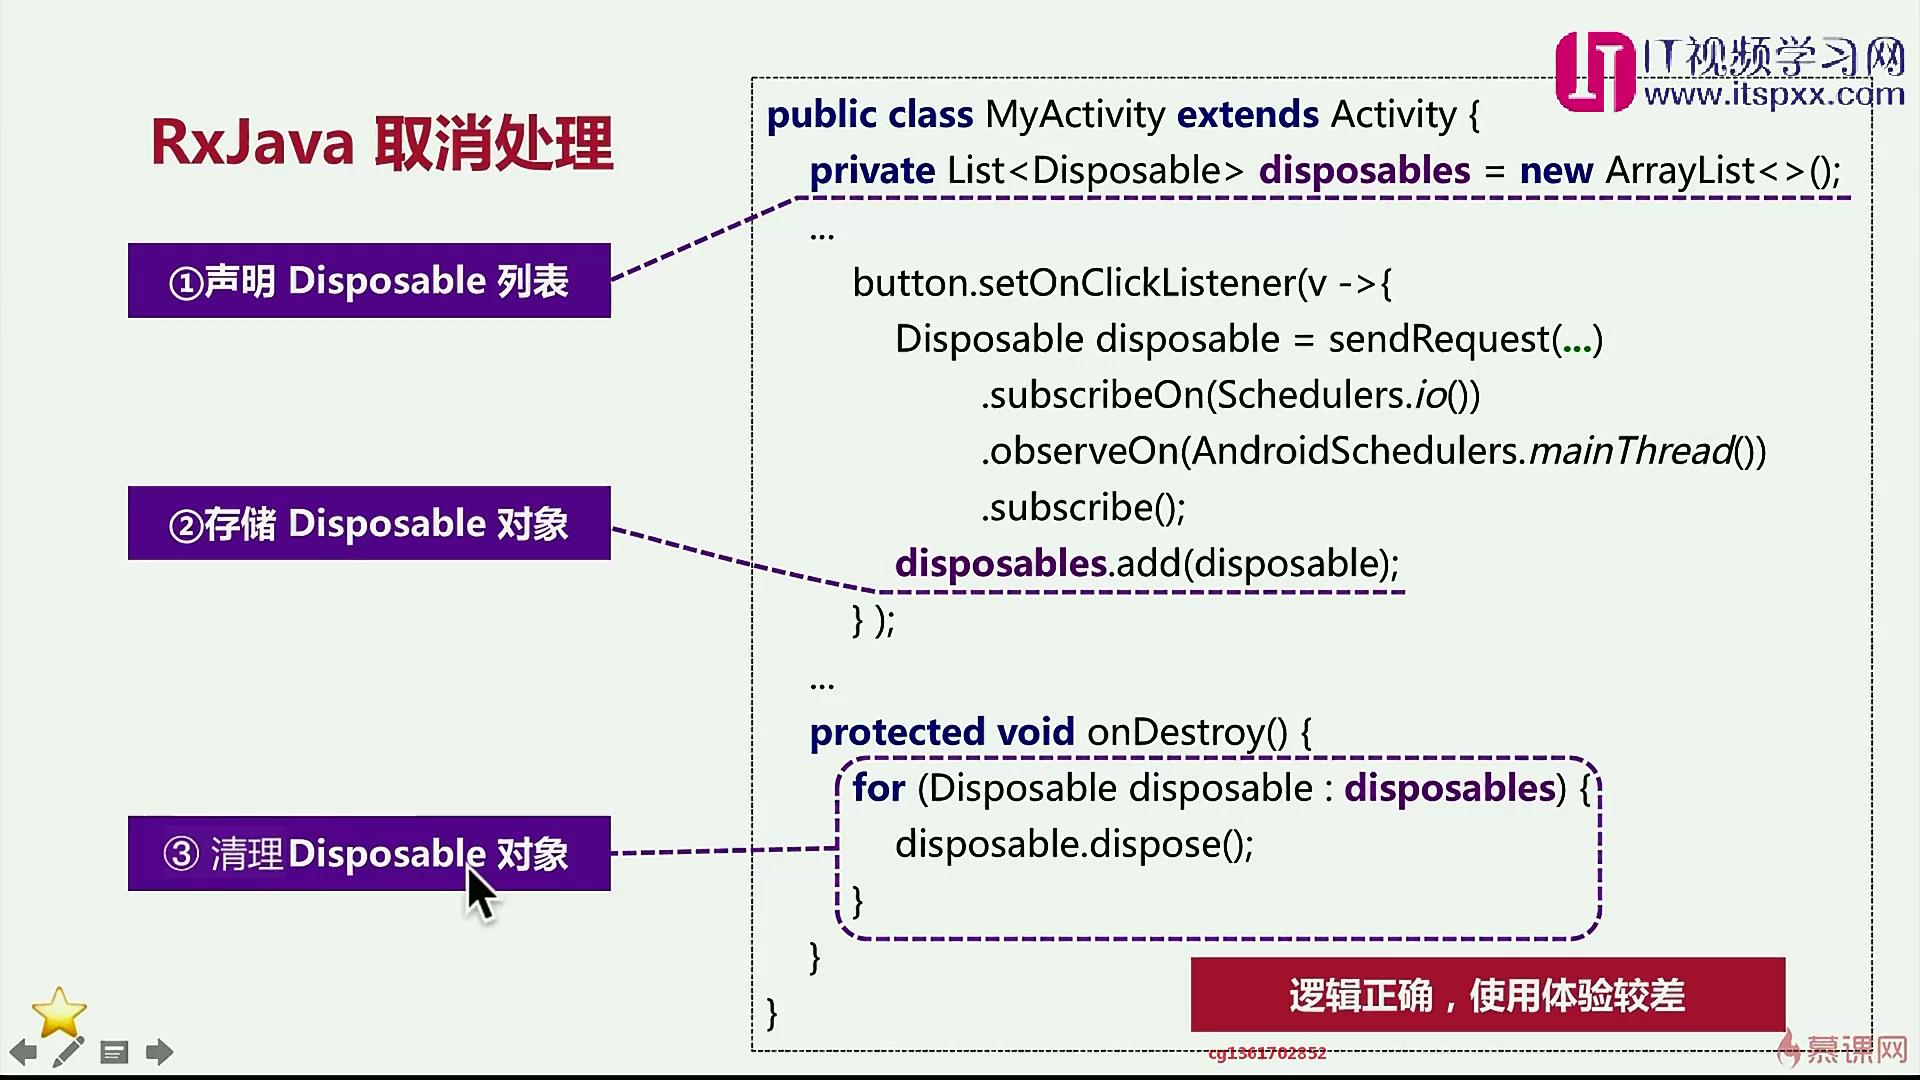 IT视频学习网
www.itspxx.com
RxJava 取消处理
①声明 Disposable 列表
②存储 Disposable 对象
③ 清理Disposable 对象
public class MyActivity extends Activity {
private List<Disposable> disposables = new ArrayList<>();
...
button.setOnClickListener(v ->{
Disposable disposable = sendRequest(...)
.subscribeOn(Schedulers.io())
.observeOn(AndroidSchedulers.mainThread())
.subscribe();
disposables.add(disposable);
} );
...
protected void onDestroy() {
for (Disposable disposable : disposables) {
disposable.dispose();
}
}
}
逻辑正确，使用体验较差
cg1361702852
慕课网